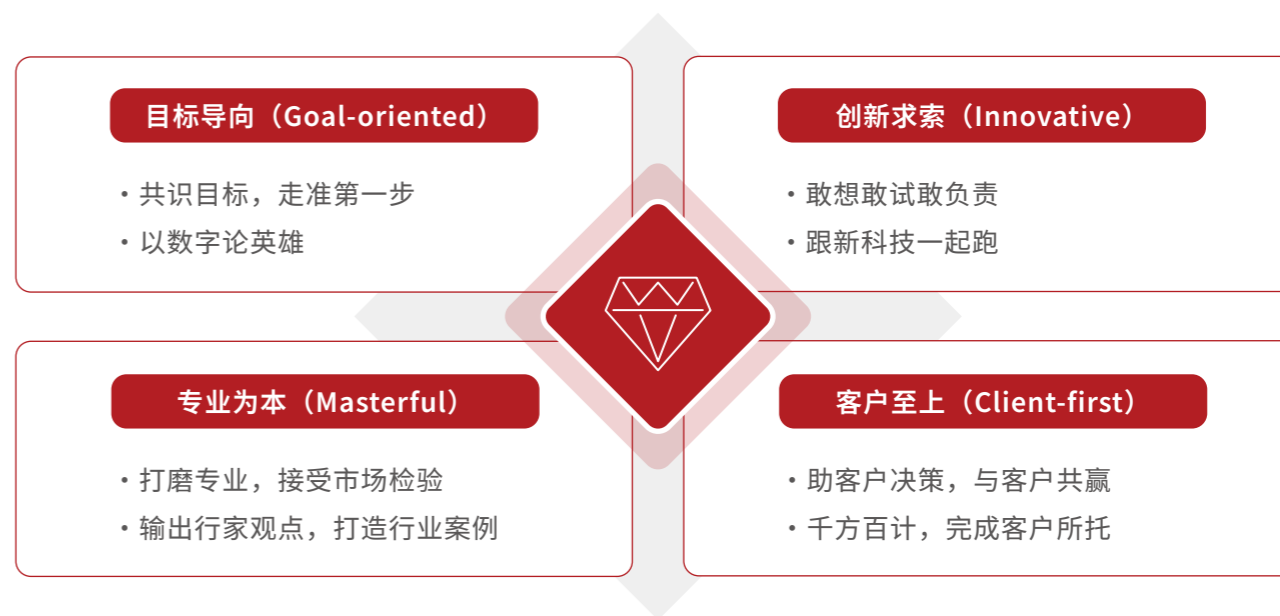 目标导向（Goal-oriented）
・共识目标，走准第一步
・以数字论英雄
创新求索（Innovative）
・敢想敢试敢负责
・跟新科技一起跑
专业为本（Masterful）
・打磨专业，接受市场检验
・输出行家观点，打造行业案例
客户至上（Client-first）
・助客户决策，与客户共赢
・千方百计，完成客户所托